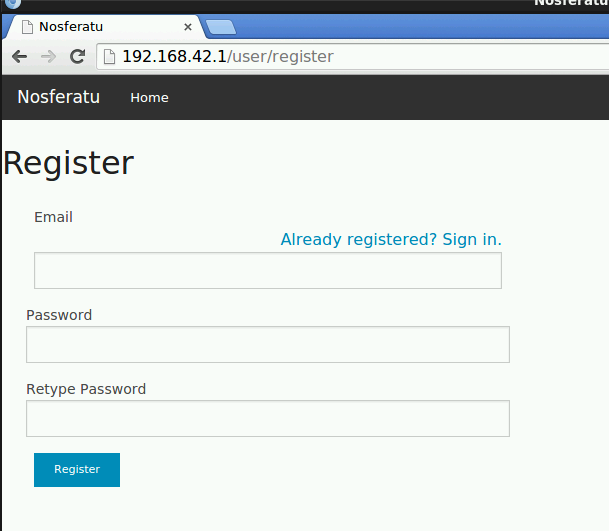 Nosferatu
Nosferatu ×
192.168.42.1/user/register
Nosferatu Home
Register
Email
Already registered? Sign in.
Password
Retype Password
Register